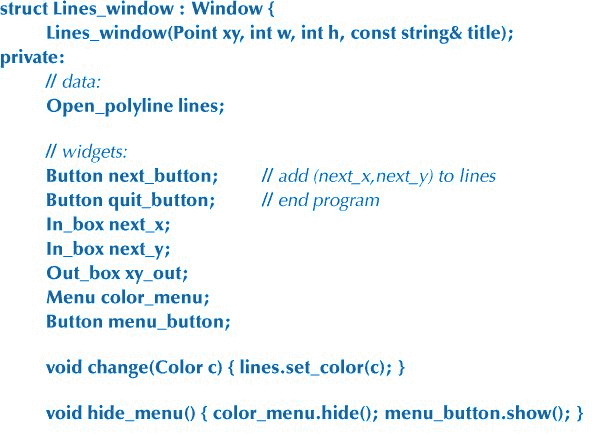 struct Lines_window : Window {
Lines_window(Point xy, int w, int h, const string& title);
private:
// data:
Open_polyline lines;
// widgets:
Button next_button; // add (next_x,next_y) to lines
Button quit_button; // end program
In_box next_x;
In_box next_y;
Out_box xy_out;
Menu color_menu;
Button menu_button;
void change(Color c) { lines.set_color(c); }
void hide_menu() { color_menu.hide(); menu_button.show(); }